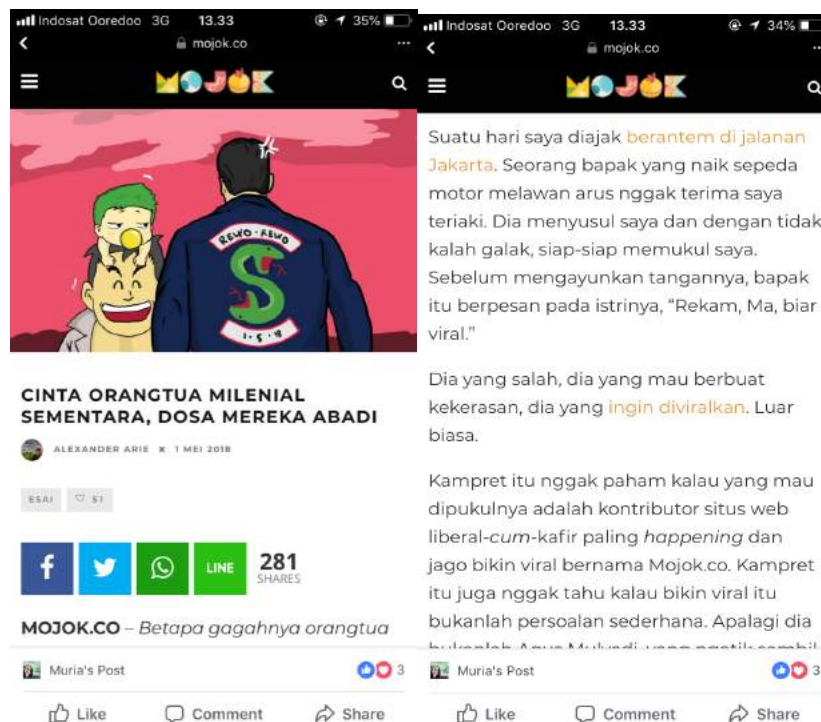 Indosat Ooredoo 3G 13.33 35%
mojok.co
MOJOK
REWO-REWO
S
1.5.18
CINTA ORANGTUA MILENIAL
SEMENTARA, DOSA MEREKA ABADI
ALEXANDER ARIE × 1 MEI 2018
ESAI 51
f LINE 281
SHARES
MOJOK.CO – Betapa gagahnya orangtua
Muria's Post 3
Like Comment Share
Indosat Ooredoo 3G 13.33 34%
mojok.co
MOJOK
Suatu hari saya diajak berantem di jalanan
Jakarta. Seorang bapak yang naik sepeda
motor melawan arus nggak terima saya
teriaki. Dia menyusul saya dan dengan tidak
kalah galak, siap-siap memukul saya.
Sebelum mengayunkan tangannya, bapak
itu berpesan pada istrinya, “Rekam, Ma, biar
viral.”
Dia yang salah, dia yang mau berbuat
kekerasan, dia yang ingin diviralkan. Luar
biasa.
Kampret itu nggak paham kalau yang mau
dipukulnya adalah kontributor situs web
liberal-cum-kafir paling happening dan
jago bikin viral bernama Mojok.co. Kampret
itu juga nggak tahu kalau bikin viral itu
bukanlah persoalan sederhana. Apalagi dia
bukanlah Agus Mulyadi, yang ngetik sambil
Muria's Post 3
Like Comment Share